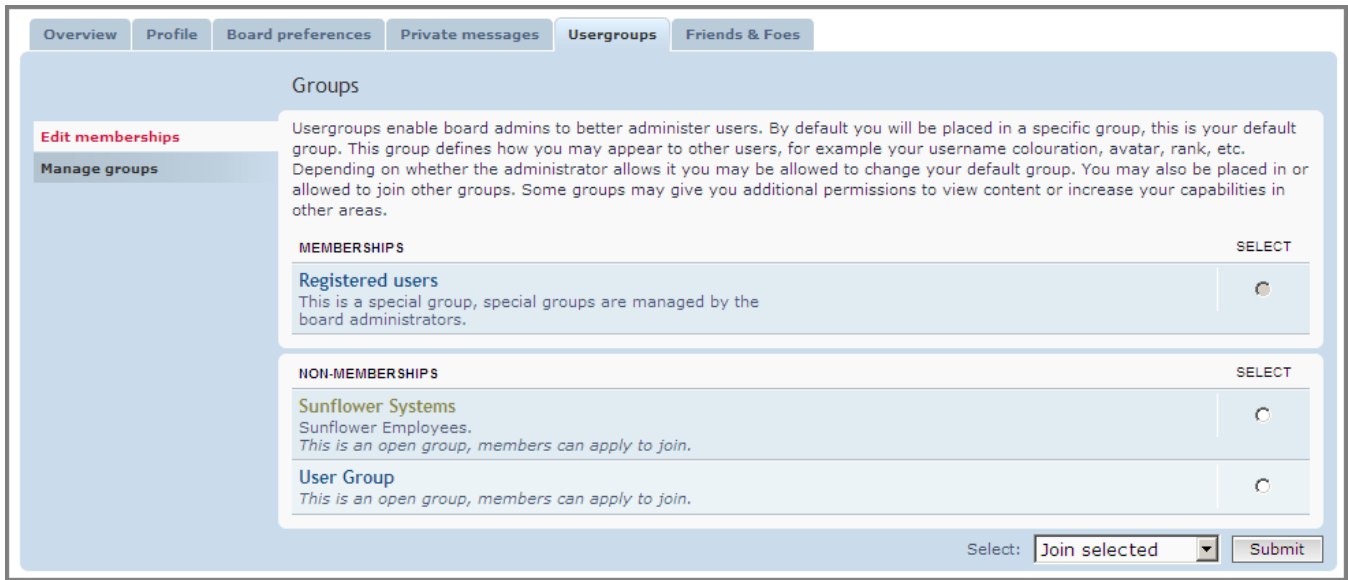 Overview Profile Board preferences Private messages Usergroups Friends & Foes
Groups
Edit memberships
Manage groups
Usergroups enable board admins to better administer users. By default you will be placed in a specific group, this is your default
group. This group defines how you may appear to other users, for example your username colouration, avatar, rank, etc.
Depending on whether the administrator allows it you may be allowed to change your default group. You may also be placed in or
allowed to join other groups. Some groups may give you additional permissions to view content or increase your capabilities in
other areas.
MEMBERSHIPS SELECT
Registered users
This is a special group, special groups are managed by the
board administrators.
NON-MEMBERSHIPS SELECT
Sunflower Systems
Sunflower Employees.
This is an open group, members can apply to join.
User Group
This is an open group, members can apply to join.
Select: Join selected Submit